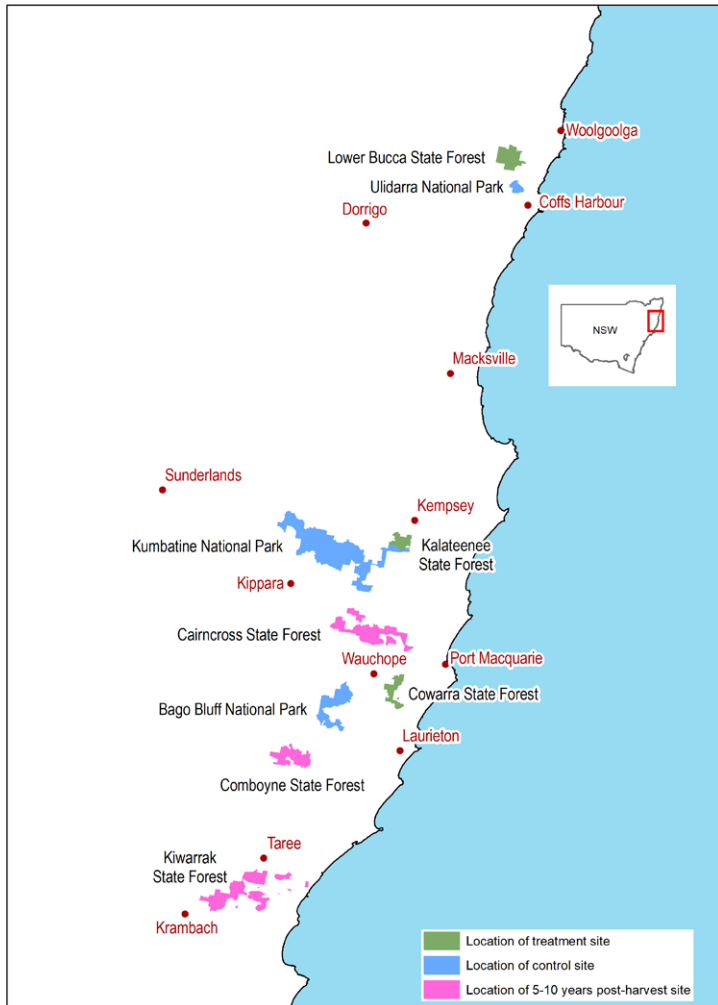 Woolgoolga
Lower Bucca State Forest
Ulidarra National Park
Coffs Harbour
Dorrigo
NSW
Macksville
Sunderlands
Kempsey
Kumbatine National Park
Kalateenee
State Forest
Kippara
Cairncross State Forest
Wauchope
Port Macquarie
Cowarra State Forest
Bago Bluff National Park
Laurieton
Comboyne State Forest
Taree
Kiwarrak
State Forest
Krambach
Location of treatment site
Location of control site
Location of 5-10 years post-harvest site